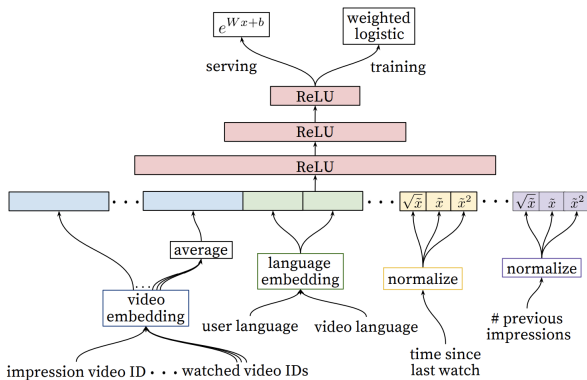 e^{Wx+b}
weighted
logistic
serving
training
ReLU
ReLU
ReLU
• • •
• • •
√x̃ x̃ x̃²
• • •
√x̃ x̃ x̃²
average
language
embedding
normalize
normalize
. . . .
video
embedding
user language
video language
# previous
impressions
time since
last watch
impression video ID • • • watched video IDs